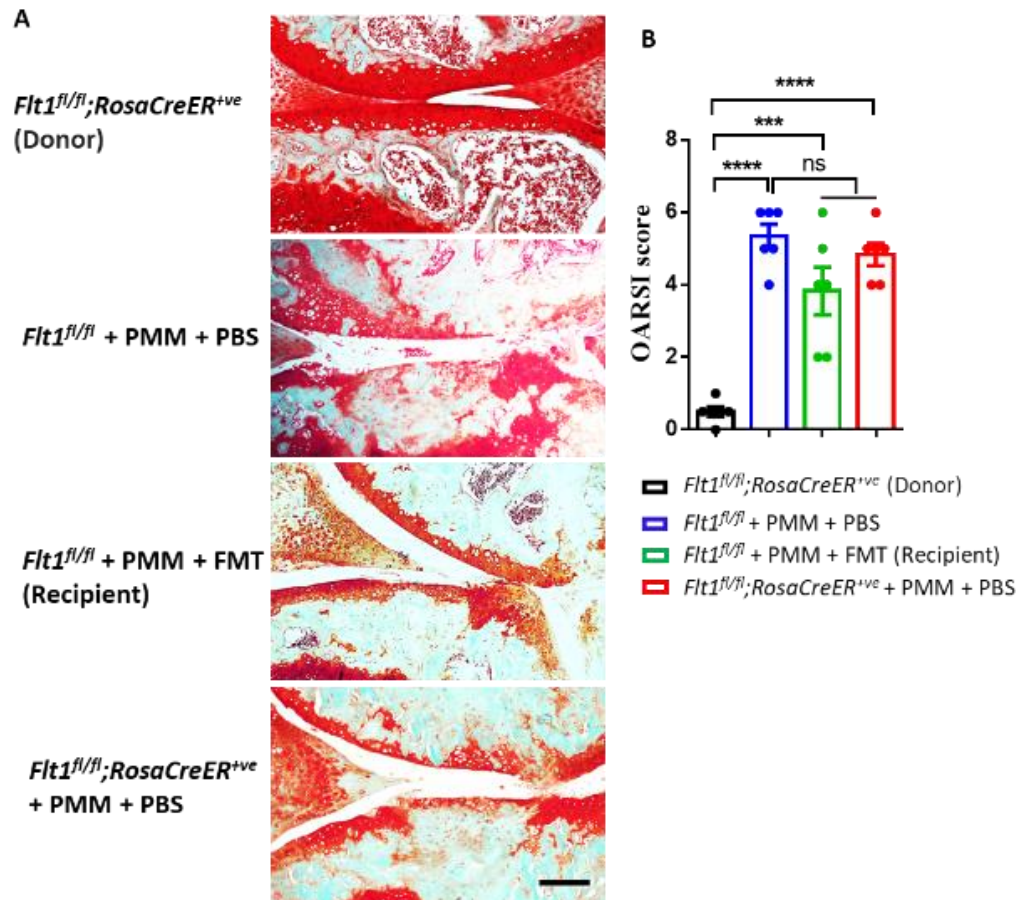 A
Flt1fl/fl;RosaCreER+ve
(Donor)
Flt1fl/fl + PMM + PBS
Flt1fl/fl + PMM + FMT
(Recipient)
Flt1fl/fl;RosaCreER+ve
+ PMM + PBS
B
****
***
****
ns
OARSI score
8
6
4
2
0
Flt1fl/fl;RosaCreER+ve (Donor)
Flt1fl/fl + PMM + PBS
Flt1fl/fl + PMM + FMT (Recipient)
Flt1fl/fl;RosaCreER+ve + PMM + PBS